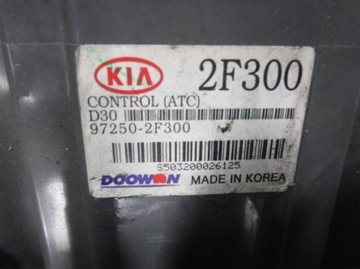 KIA 2F300
CONTROL (ATC)
D30
97250-2F300
S503200026125
DOOWON MADE IN KOREA